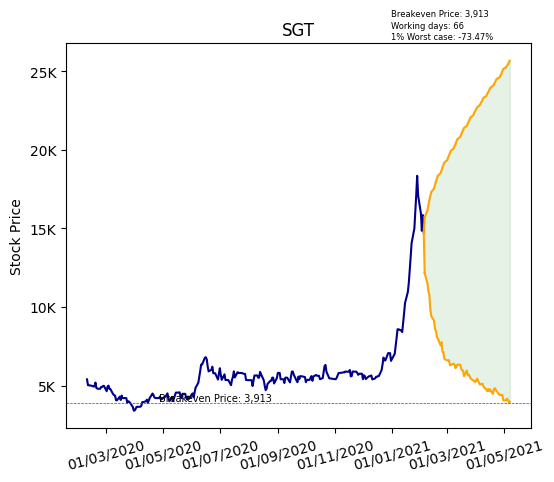 Breakeven Price: 3,913
Working days: 66
1% Worst case: -73.47%
SGT
Stock Price
25K
20K
15K
10K
5K
Breakeven Price: 3,913
01/03/2020
01/05/2020
01/07/2020
01/09/2020
01/11/2020
01/01/2021
01/03/2021
01/05/2021